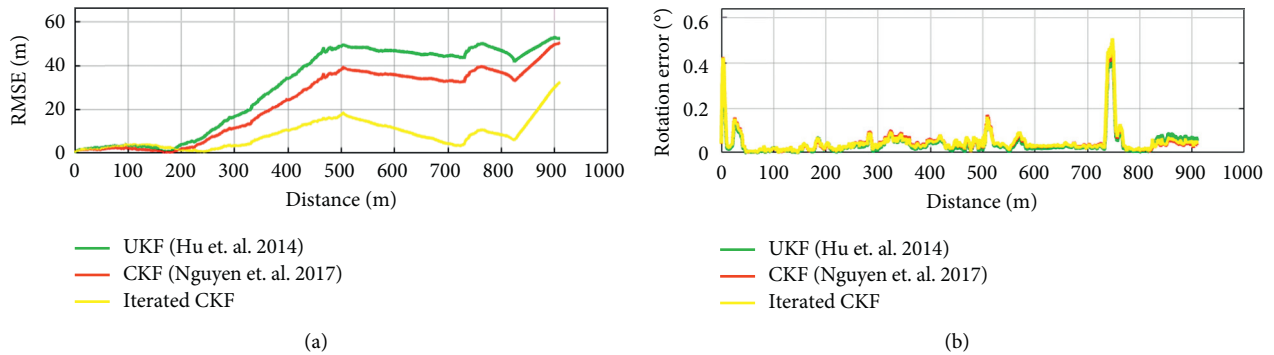 RMSE (m)
60
40
20
0
0 100 200 300 400 500 600 700 800 900 1000
Distance (m)
UKF (Hu et. al. 2014)
CKF (Nguyen et. al. 2017)
Iterated CKF
(a)
Rotation error (°)
0.6
0.4
0.2
0
0 100 200 300 400 500 600 700 800 900 1000
Distance (m)
UKF (Hu et. al. 2014)
CKF (Nguyen et. al. 2017)
Iterated CKF
(b)